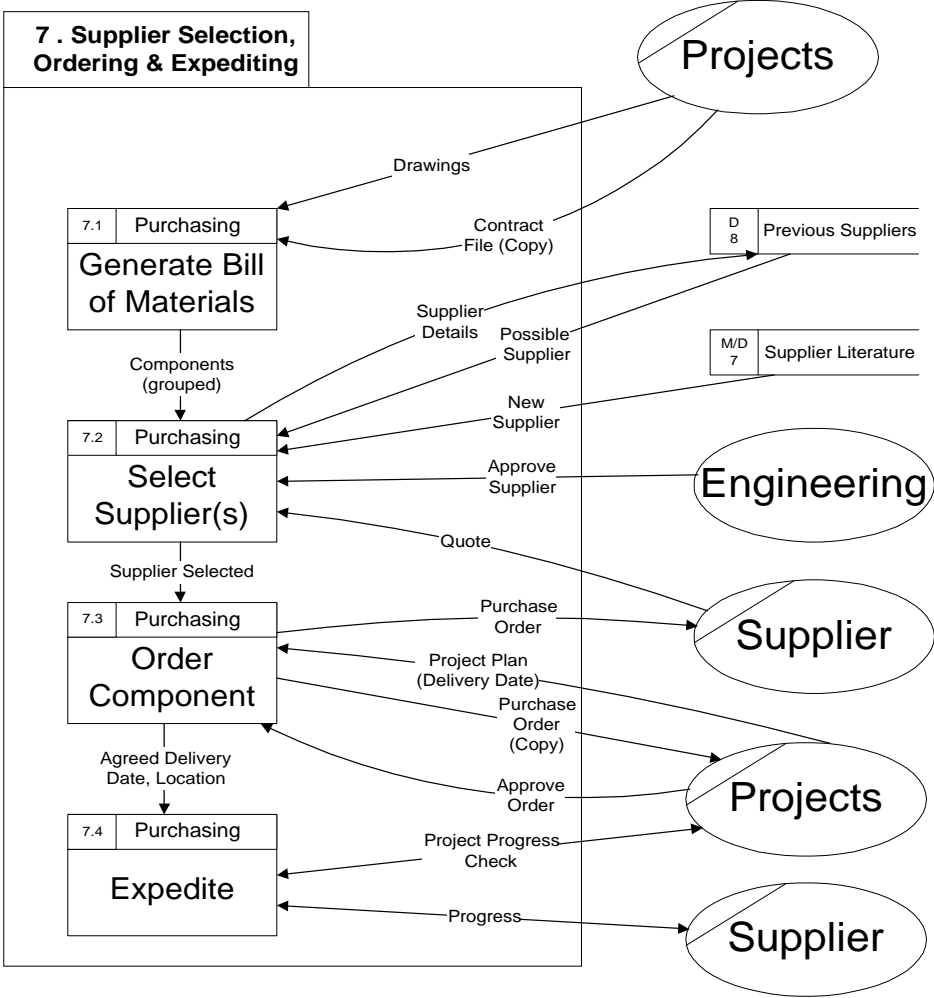 7 . Supplier Selection,
Ordering & Expediting
Projects
Drawings
7.1
Purchasing
Generate Bill
of Materials
Contract
File (Copy)
D
8
Previous Suppliers
Supplier
Details
Possible
Supplier
M/D
7
Supplier Literature
Components
(grouped)
New
Supplier
7.2
Purchasing
Select
Supplier(s)
Approve
Supplier
Engineering
Quote
Supplier Selected
7.3
Purchasing
Order
Component
Purchase
Order
Supplier
Project Plan
(Delivery Date)
Purchase
Order
(Copy)
Agreed Delivery
Date, Location
Approve
Order
Projects
7.4
Purchasing
Expedite
Project Progress
Check
Progress
Supplier